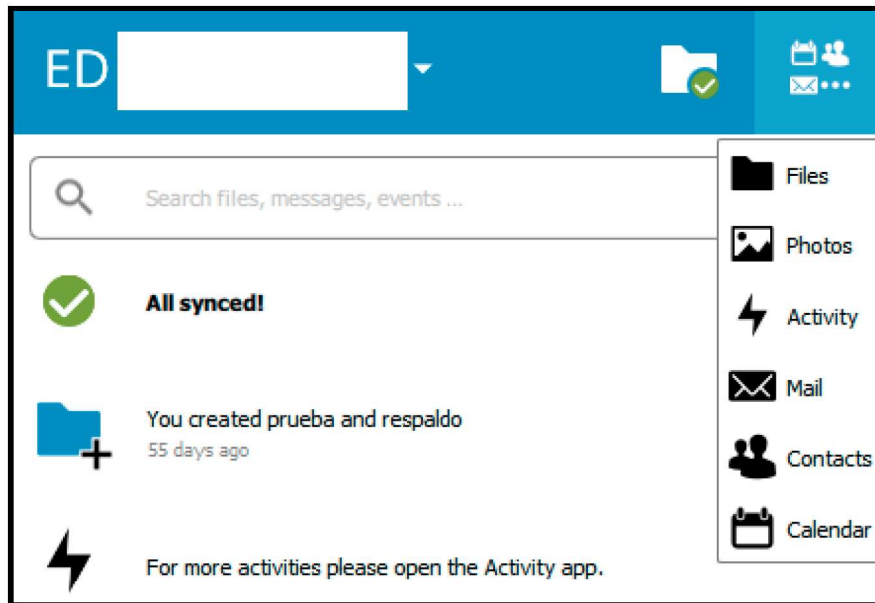 ED
Search files, messages, events ...
All synced!
You created prueba and respaldo
55 days ago
For more activities please open the Activity app.
Files
Photos
Activity
Mail
Contacts
Calendar